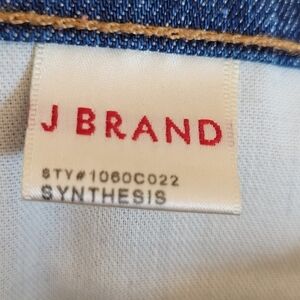 J BRAND
STY#1060C022
SYNTHESIS